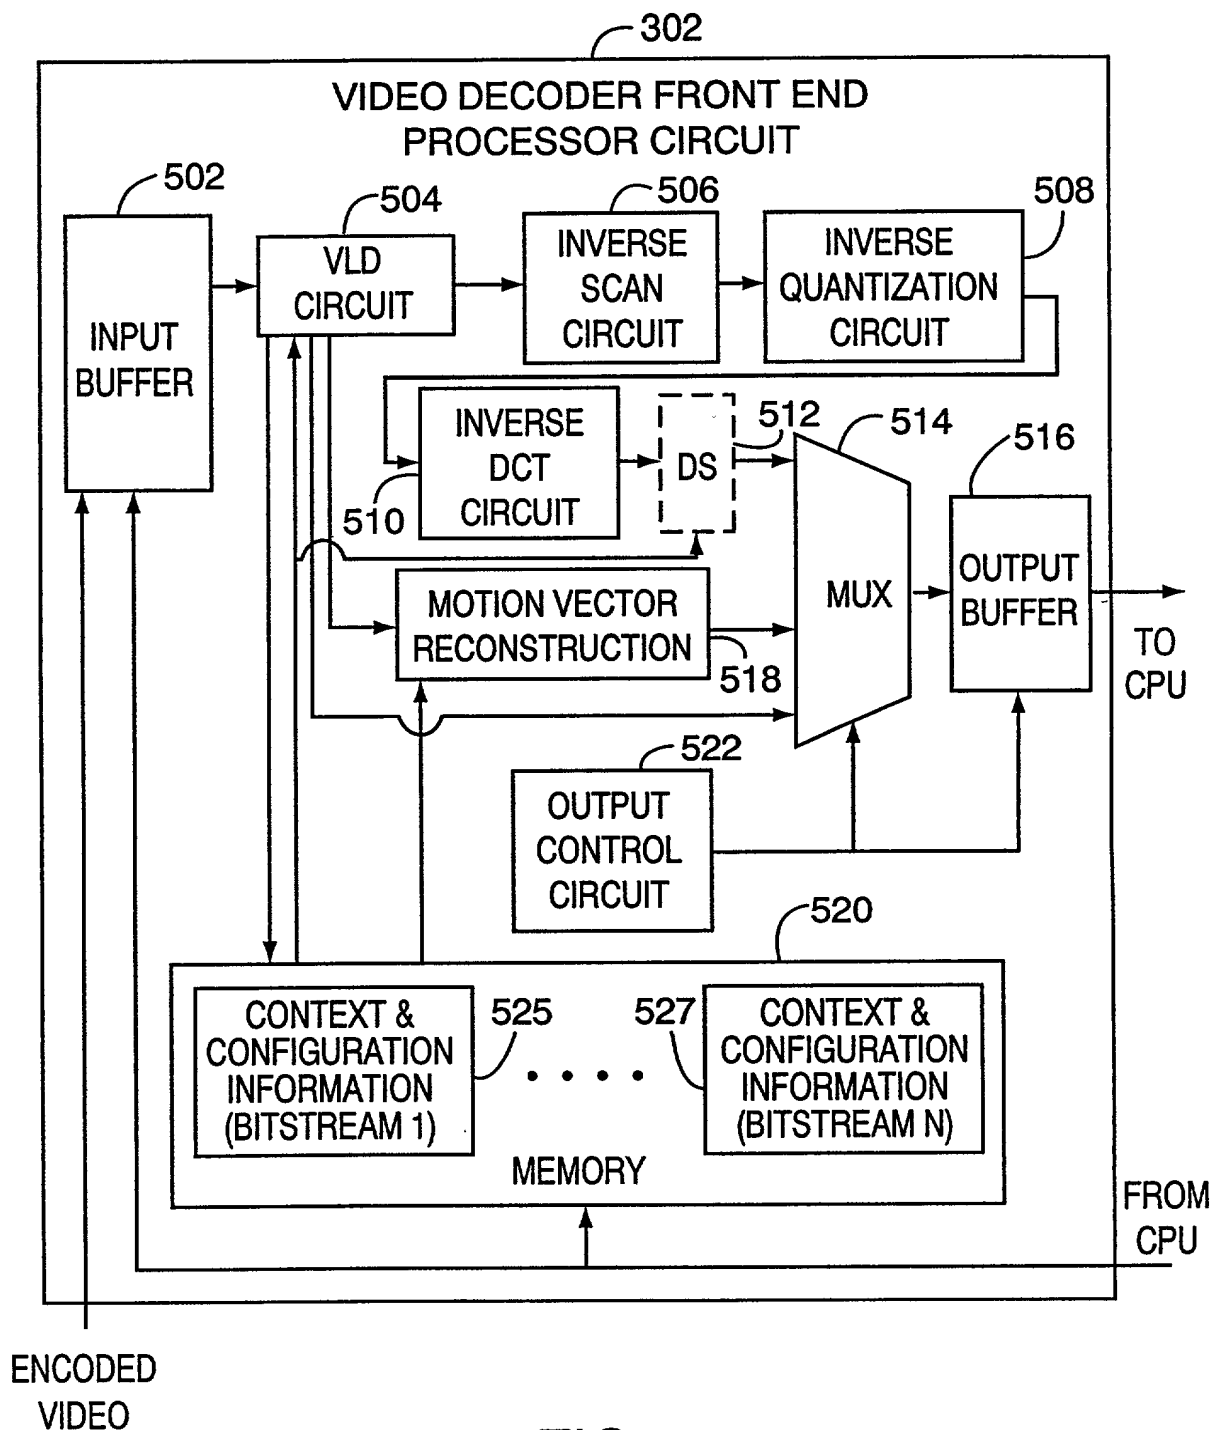 302
VIDEO DECODER FRONT END
PROCESSOR CIRCUIT
502
504
506
508
INPUT
BUFFER
VLD
CIRCUIT
INVERSE
SCAN
CIRCUIT
INVERSE
QUANTIZATION
CIRCUIT
INVERSE
DCT
CIRCUIT
510
DS
512
514
516
MUX
OUTPUT
BUFFER
TO
CPU
MOTION VECTOR
RECONSTRUCTION
518
522
OUTPUT
CONTROL
CIRCUIT
520
CONTEXT &
CONFIGURATION
INFORMATION
(BITSTREAM 1)
525
527
CONTEXT &
CONFIGURATION
INFORMATION
(BITSTREAM N)
MEMORY
FROM
CPU
ENCODED
VIDEO